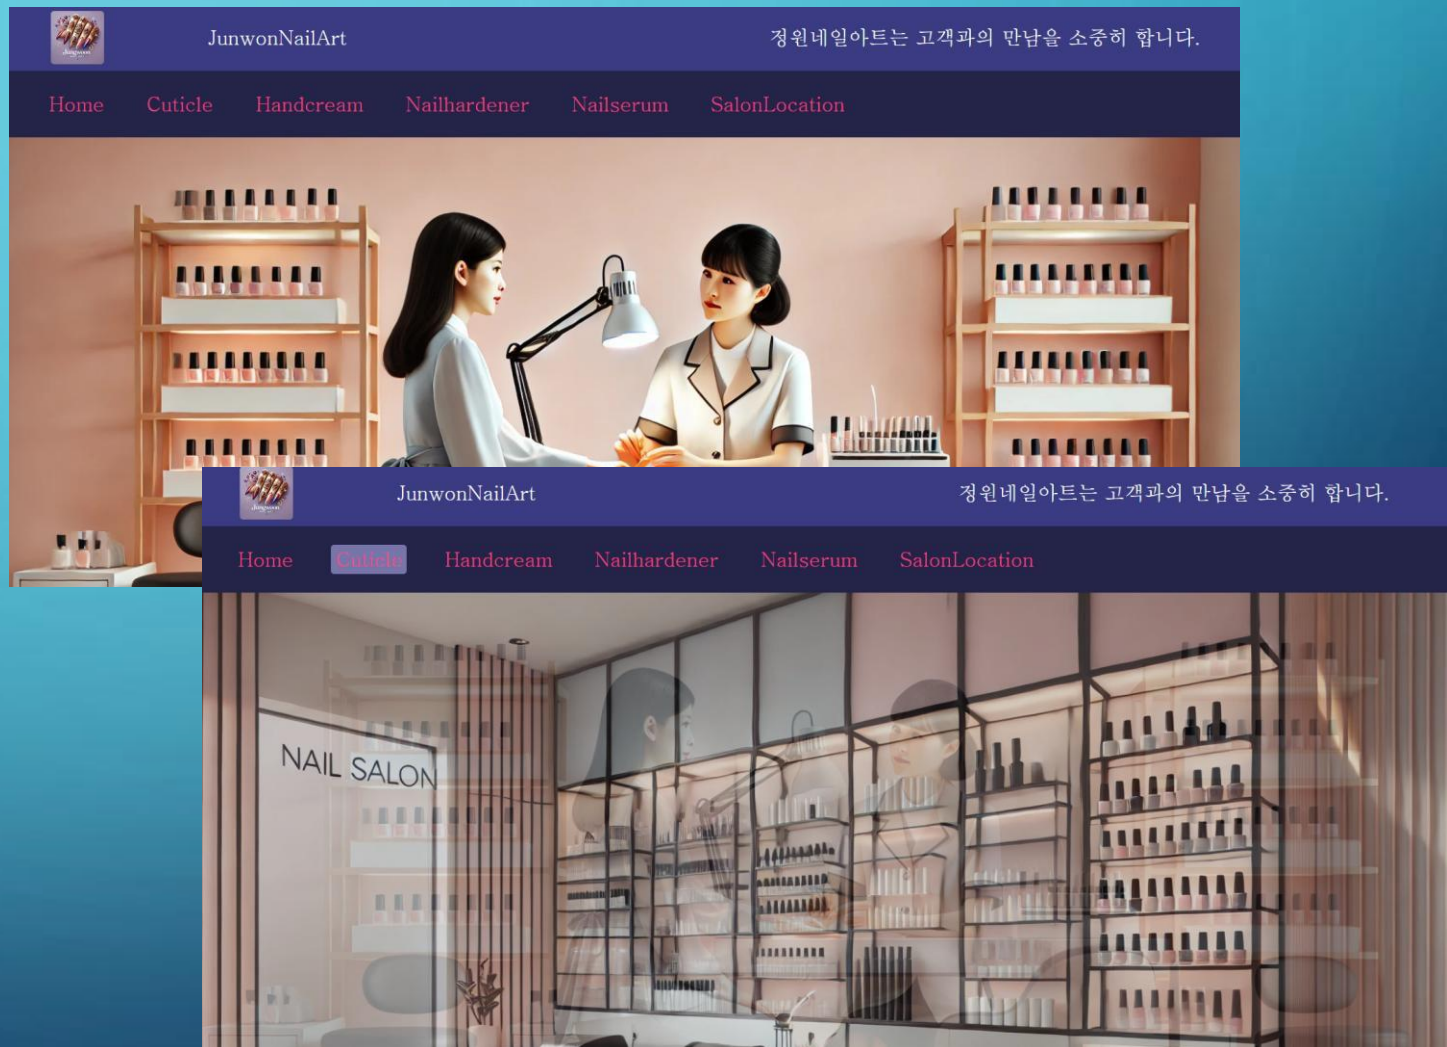 JunwonNailArt
정원네일아트는 고객과의 만남을 소중히 합니다.
Home Cuticle Handcream Nailhardener Nailserum SalonLocation
JunwonNailArt
정원네일아트는 고객과의 만남을 소중히 합니다.
Home Cuticle Handcream Nailhardener Nailserum SalonLocation
NAIL SALON